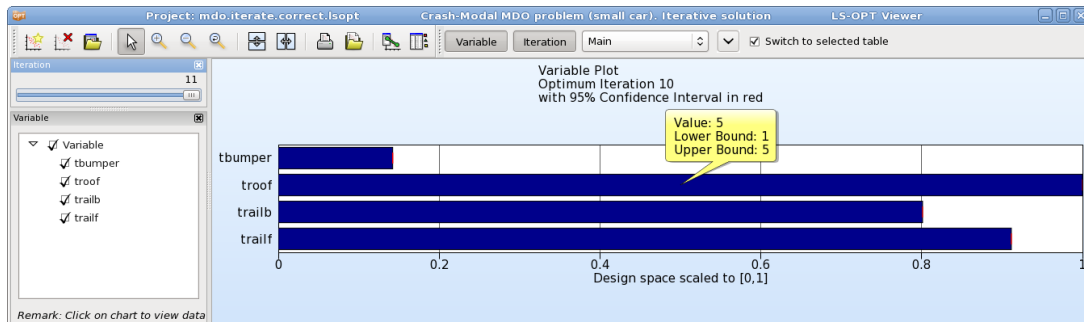 Project: mdo.iterate.correct.lsopt Crash-Modal MDO problem (small car). Iterative solution LS-OPT Viewer
Variable Iteration Main Switch to selected table
Iteration
11
Variable
Variable
tbumper
troof
trailb
trailf
Remark: Click on chart to view data
Variable Plot
Optimum Iteration 10
with 95% Confidence Interval in red
Value: 5
Lower Bound: 1
Upper Bound: 5
tbumper
troof
trailb
trailf
0 0.2 0.4 0.6 0.8 1
Design space scaled to [0,1]